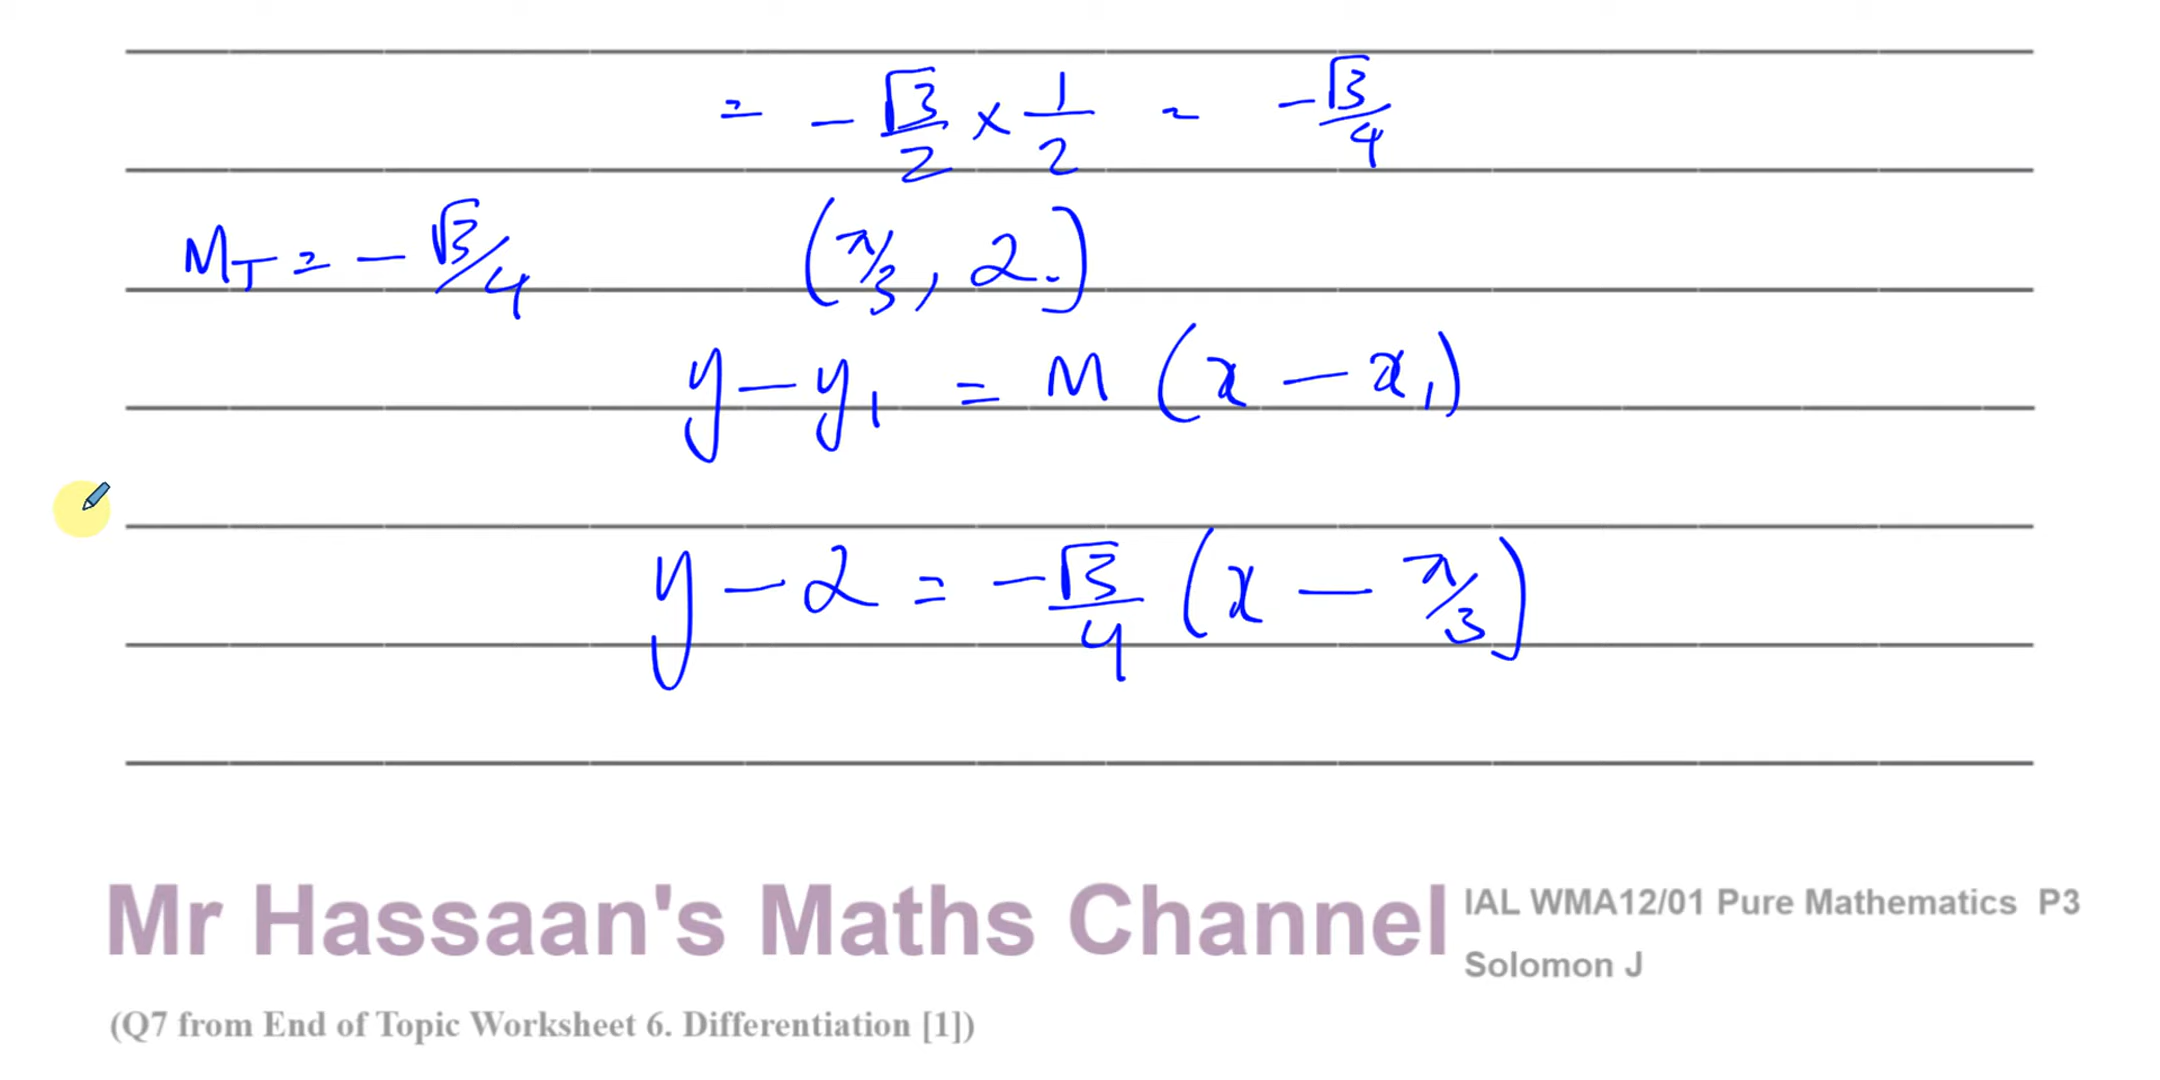 = - √3/2 × 1/2 = -√3/4
M_T = - √3/4 (π/3, 2.)
y - y₁ = M (x - x₁)
y - 2 = -√3/4 (x - π/3)
Mr Hassaan's Maths Channel
IAL WMA12/01 Pure Mathematics P3
Solomon J
(Q7 from End of Topic Worksheet 6. Differentiation [1])